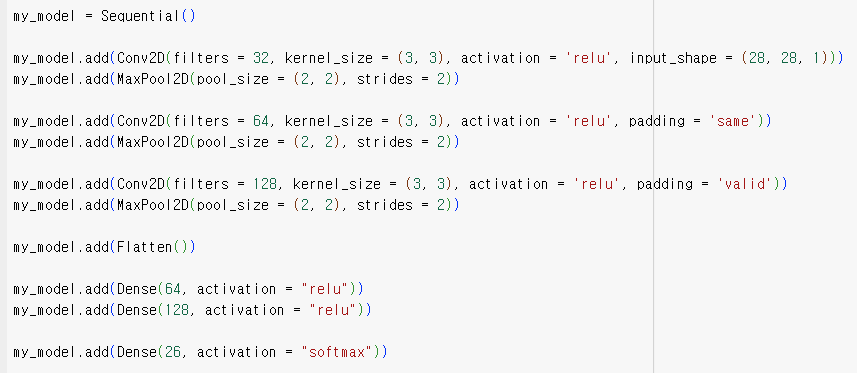 my_model = Sequential()
my_model.add(Conv2D(filters = 32, kernel_size = (3, 3), activation = 'relu', input_shape = (28, 28, 1)))
my_model.add(MaxPool2D(pool_size = (2, 2), strides = 2))
my_model.add(Conv2D(filters = 64, kernel_size = (3, 3), activation = 'relu', padding = 'same'))
my_model.add(MaxPool2D(pool_size = (2, 2), strides = 2))
my_model.add(Conv2D(filters = 128, kernel_size = (3, 3), activation = 'relu', padding = 'valid'))
my_model.add(MaxPool2D(pool_size = (2, 2), strides = 2))
my_model.add(Flatten())
my_model.add(Dense(64, activation = "relu"))
my_model.add(Dense(128, activation = "relu"))
my_model.add(Dense(26, activation = "softmax"))